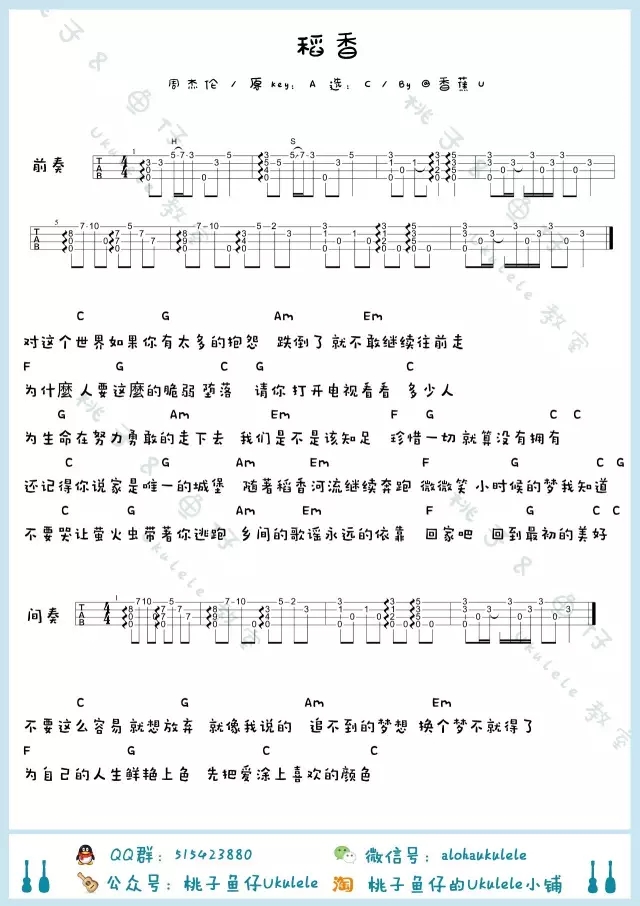 稻香
周杰伦 / 原key：A 选：C / By @香蕉U
前奏
C G Am Em
对这个世界如果你有太多的抱怨 跌倒了 就不敢继续往前走
F G C G C
为什麼 人要这麼的脆弱 堕落 请你 打开电视看看 多少人
G Am Em F G C C
为生命在努力勇敢的走下去 我们是不是该知足 珍惜一切 就算没有拥有
C G Am Em F G C G
还记得你说家是唯一的城堡 随著稻香河流继续奔跑 微微笑 小时候的梦我知道
C G Am Em F G C C
不要哭让萤火虫带著你逃跑 乡间的歌谣永远的依靠 回家吧 回到最初的美好
间奏
C G Am Em
不要这么容易 就想放弃 就像我说的 追不到的梦想 换个梦不就得了
F G C C
为自己的人生鲜艳上色 先把爱涂上喜欢的颜色
QQ群：515423880 微信号：alohaukulele
公众号：桃子鱼仔Ukulele 淘 桃子鱼仔的Ukulele小铺